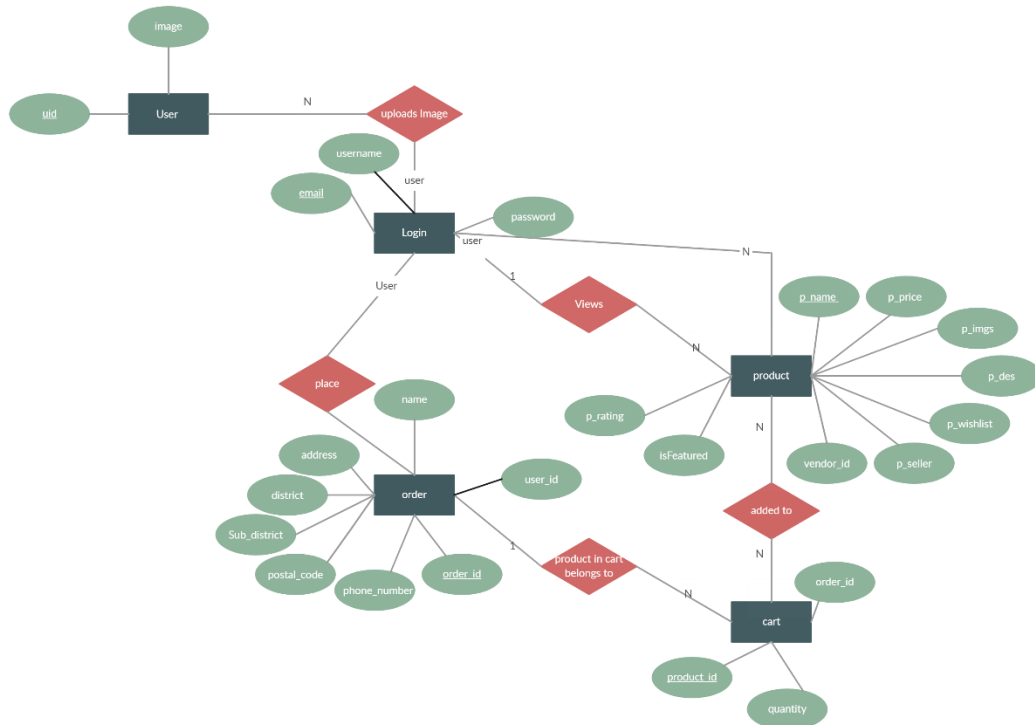 image
uid
User
N
uploads Image
username
user
email
Login
password
user
N
User
1
Views
p_name
p_price
p_imgs
N
product
p_des
place
name
p_rating
p_wishlist
N
address
isFeatured
vendor_id
p_seller
district
order
user_id
added to
Sub_district
1
product in cart
belongs to
N
postal_code
phone_number
order_id
order_id
N
cart
product_id
quantity